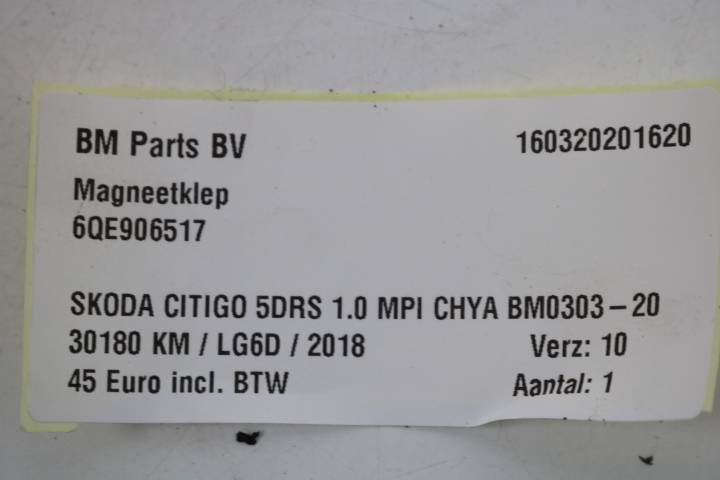 BM Parts BV 160320201620
Magneetklep
6QE906517
SKODA CITIGO 5DRS 1.0 MPI CHYA BM0303-20
30180 KM / LG6D / 2018 Verz: 10
45 Euro incl. BTW Aantal: 1